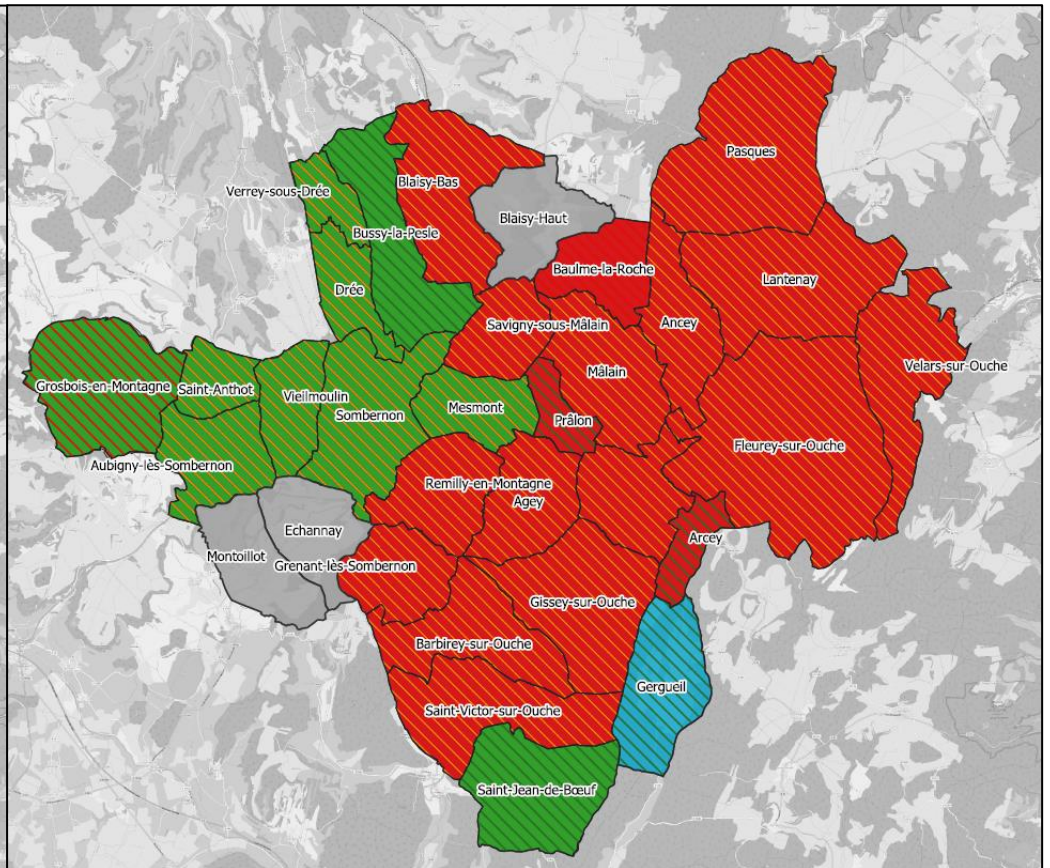 Pasques
Verrey-sous-Drée
Blaisy-Bas
Blaisy-Haut
Bussy-la-Pesle
Baulme-la-Roche
Lantenay
Drée
Savigny-sous-Mâlain
Ancey
Velars-sur-Ouche
Grosbois-en-Montagne
Saint-Anthot
Vieilmoulin
Sombernon
Mâlain
Mesmont
Prâlon
Fleurey-sur-Ouche
Aubigny-lès-Sombernon
Remilly-en-Montagne
Agey
Echannay
Arcey
Montoillot
Grenant-lès-Sombernon
Gissey-sur-Ouche
Barbirey-sur-Ouche
Gergueil
Saint-Victor-sur-Ouche
Saint-Jean-de-Bœuf